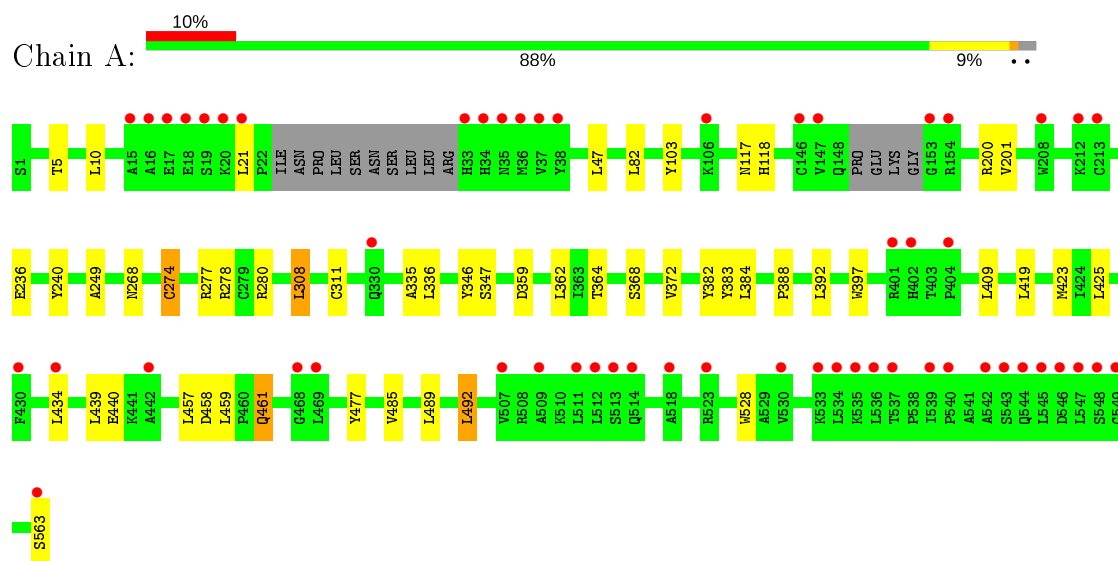 10%
Chain A:
88% 9% • •
S1 T5 L10 A15 A16 E17 E18 S19 K20 L21 P22 ILE ASN PRO LEU SER ASN SER LEU LEU ARG H33 H34 N35 M36 V37 Y38 L47 L82 Y103 K106 N117 H118 C146 V147 Q148 PRO GLU LYS GLY G153 R154 R200 V201 W208 K212 C213
E236 Y240 A249 N268 C274 R277 R278 C279 R280 L308 C311 Q330 A335 L336 Y346 S347 D359 L362 I363 T364 S368 V372 Y382 Y383 L384 P388 L392 W397 R401 H402 T403 P404 L409 L419 M423 I424 L425
F430 L434 L439 E440 K441 A442 L457 D458 L459 P460 Q461 G468 L469 Y477 V485 L489 L492 V507 R508 A509 K510 L511 L512 S513 Q514 A518 R523 W528 A529 V530 K533 L534 K535 L536 T537 P538 I539 P540 A541 A542 S543 Q544 L545 D546 L547 S548
S563